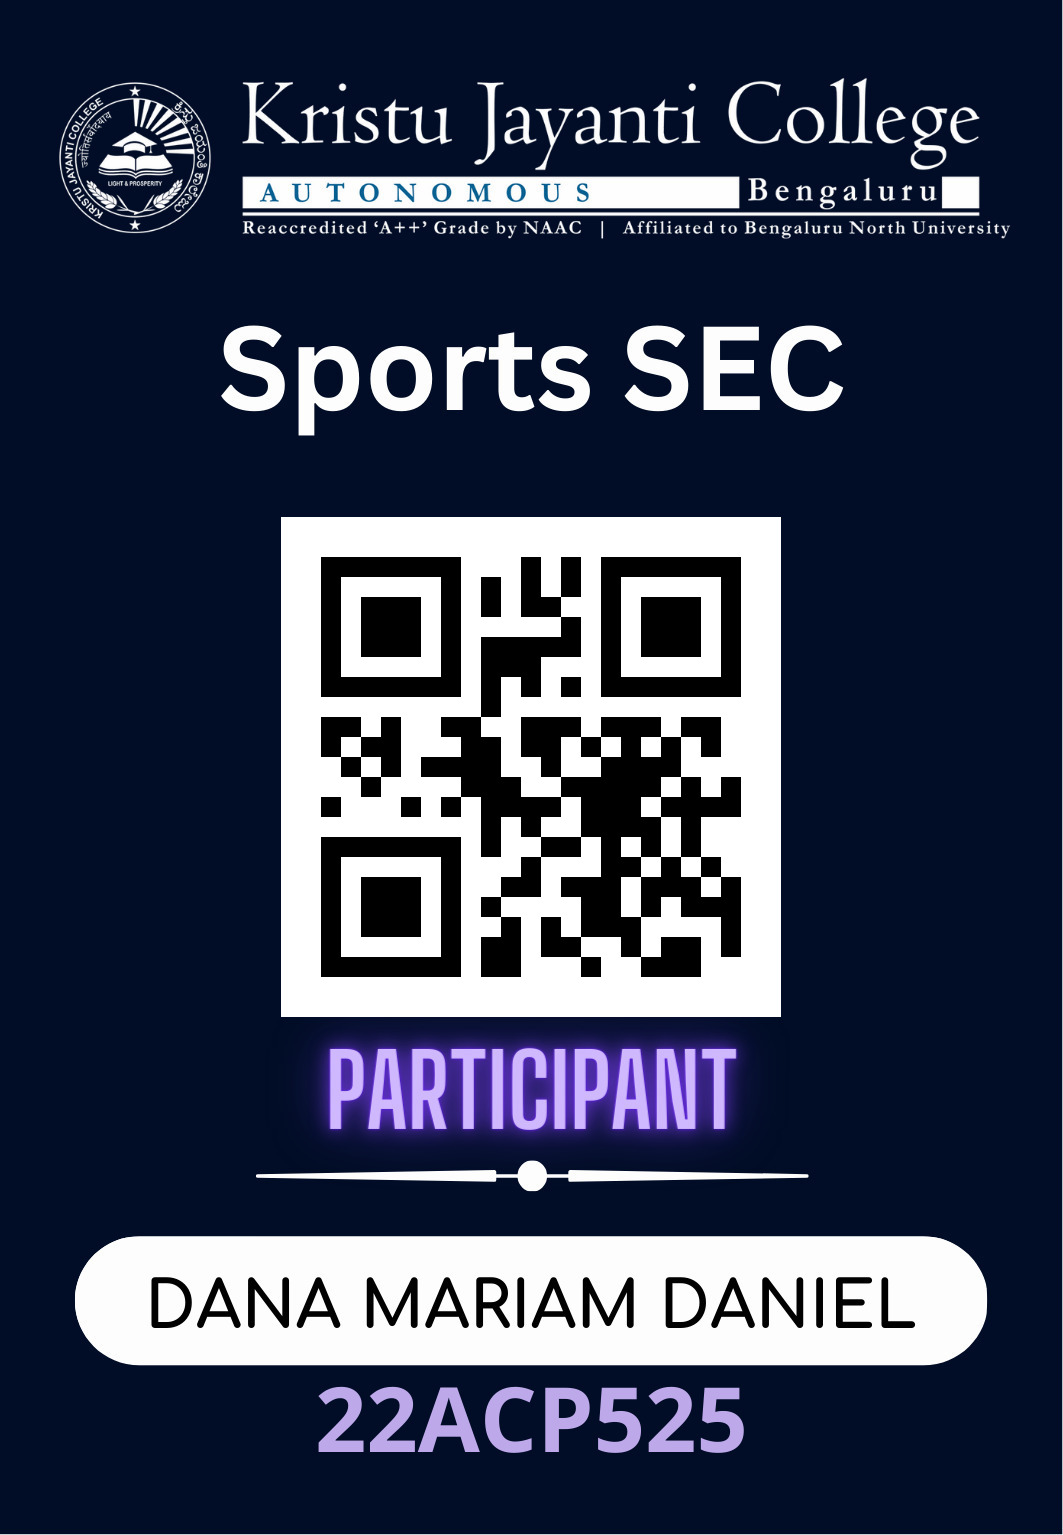 KRISTU JAYANTI COLLEGE
LIGHT & PROSPERITY
Kristu Jayanti College
AUTONOMOUS Bengaluru
Reaccredited ‘A++’ Grade by NAAC | Affiliated to Bengaluru North University
Sports SEC
PARTICIPANT
DANA MARIAM DANIEL
22ACP525